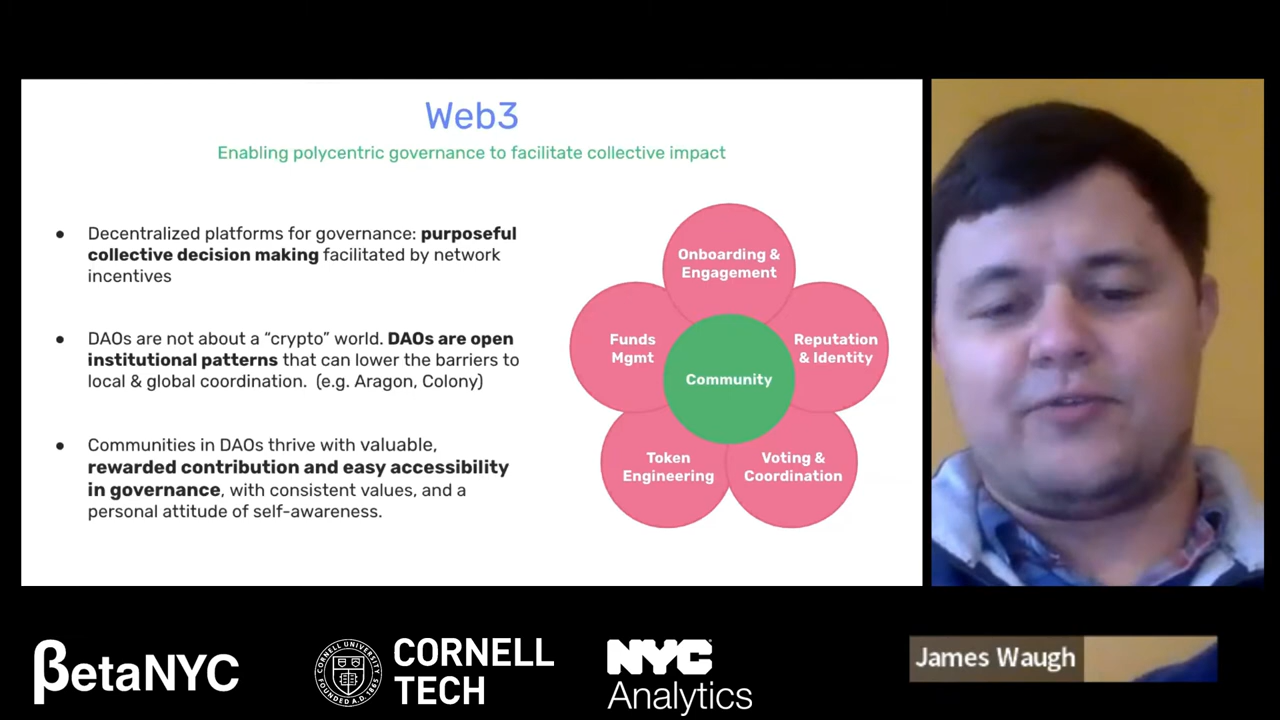 Web3
Enabling polycentric governance to facilitate collective impact
● Decentralized platforms for governance: purposeful
collective decision making facilitated by network
incentives
● DAOs are not about a “crypto” world. DAOs are open
institutional patterns that can lower the barriers to
local & global coordination. (e.g. Aragon, Colony)
● Communities in DAOs thrive with valuable,
rewarded contribution and easy accessibility
in governance, with consistent values, and a
personal attitude of self-awareness.
Onboarding &
Engagement
Funds
Mgmt
Reputation
& Identity
Community
Token
Engineering
Voting &
Coordination
βetaNYC
CORNELL UNIVERSITY
FOUNDED A.D. 1865
CORNELL
TECH
NYC
Analytics
James Waugh